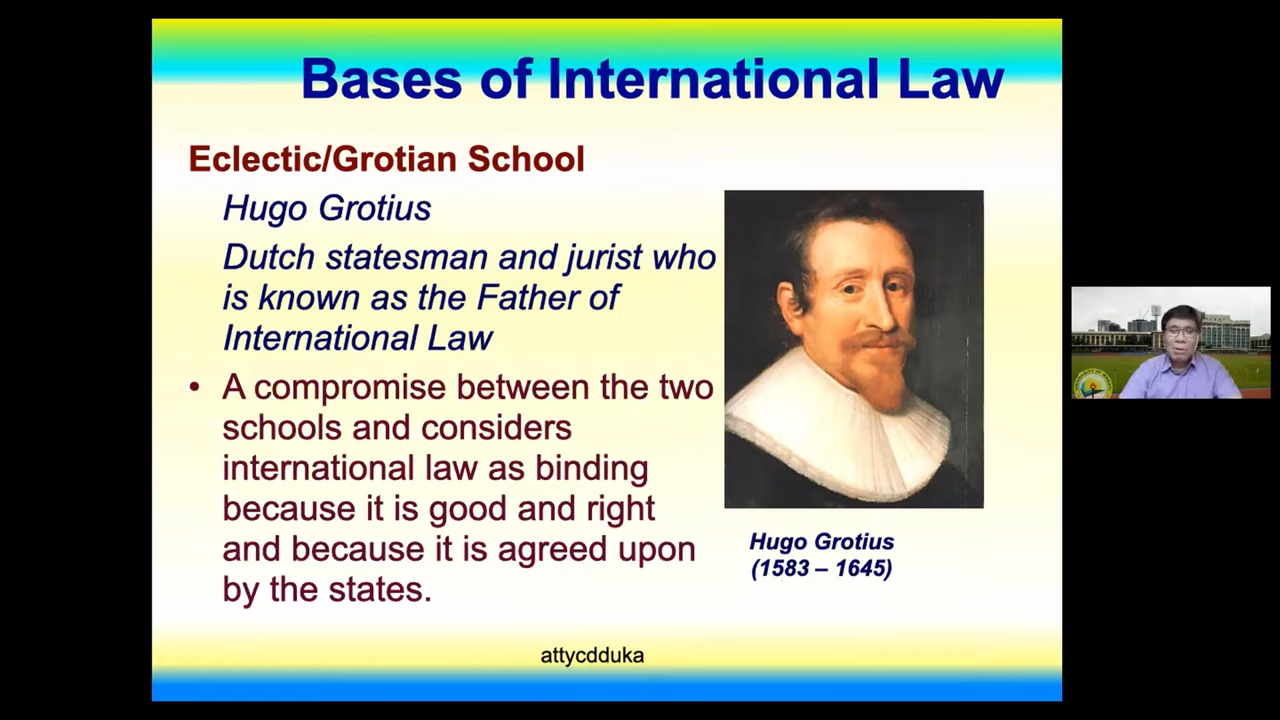 Bases of International Law
Eclectic/Grotian School
Hugo Grotius
Dutch statesman and jurist who
is known as the Father of
International Law
• A compromise between the two
schools and considers
international law as binding
because it is good and right
and because it is agreed upon
by the states.
Hugo Grotius
(1583 – 1645)
attycdduka